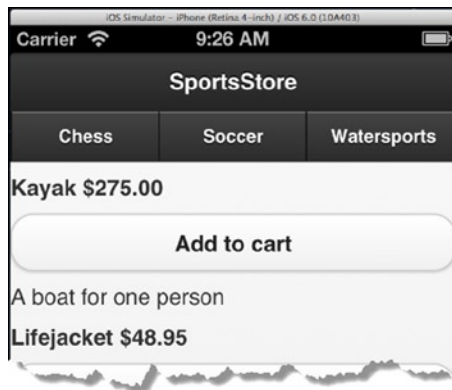 iOS Simulator – iPhone (Retina 4-inch) / iOS 6.0 (10A403)
Carrier 9:26 AM
SportsStore
Chess Soccer Watersports
Kayak $275.00
Add to cart
A boat for one person
Lifejacket $48.95